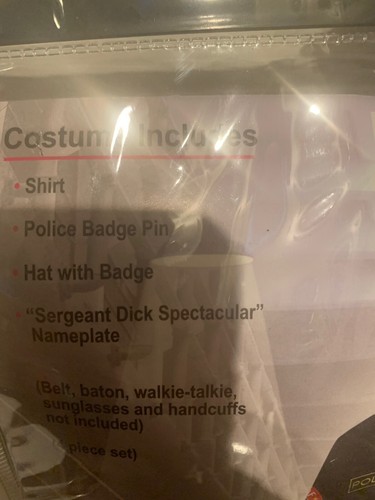 Costume Includes
• Shirt
• Police Badge Pin
• Hat with Badge
• “Sergeant Dick Spectacular”
Nameplate
(Belt, baton, walkie-talkie,
sunglasses and handcuffs
not included)
piece set)